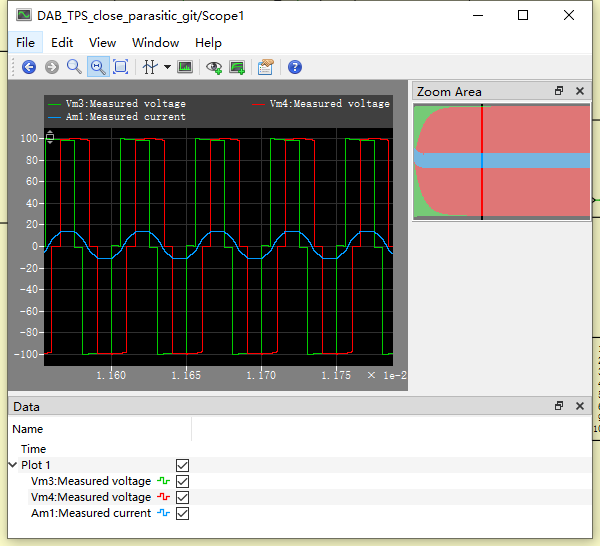 DAB_TPS_close_parasitic_git/Scope1
File Edit View Window Help
Vm3:Measured voltage Vm4:Measured voltage
Am1:Measured current
100
80
60
40
20
0
-20
-40
-60
-80
-100
1.160 1.165 1.170 1.175 × 1e-2
Zoom Area
Data
Name
Time
Plot 1
Vm3:Measured voltage
Vm4:Measured voltage
Am1:Measured current